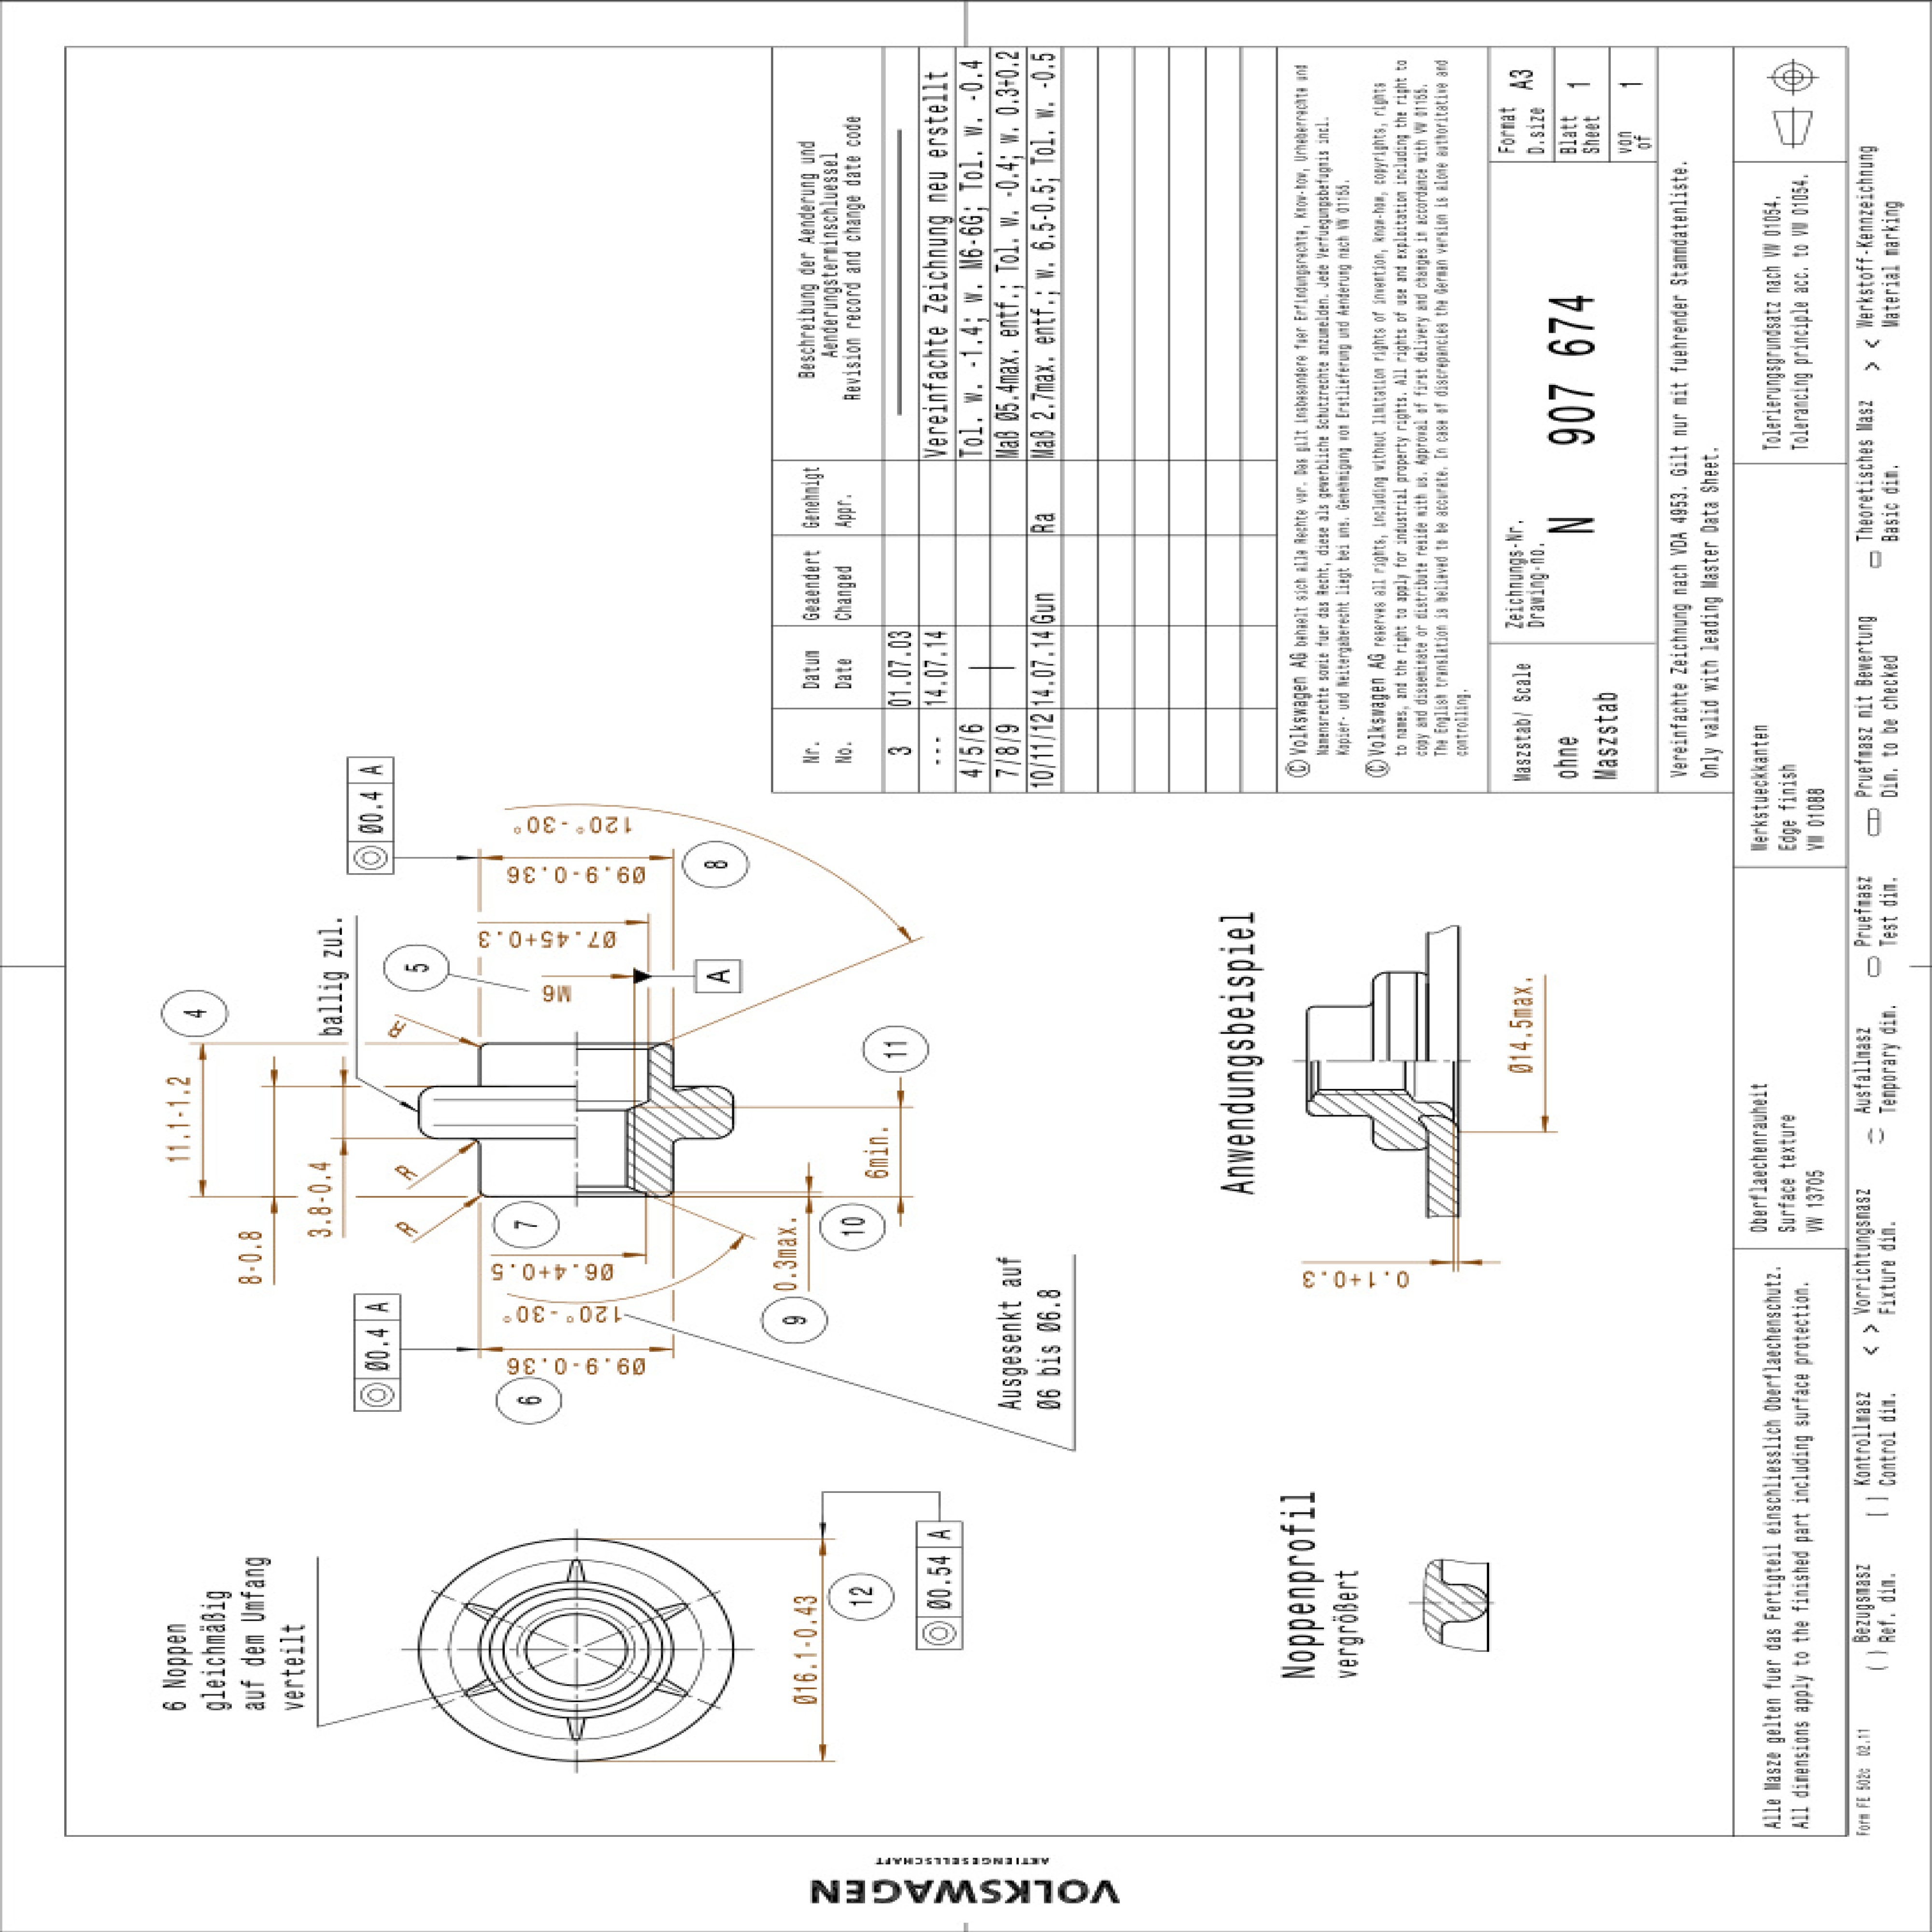 6 Noppen
gleichmäßig
auf dem Umfang
verteilt
Ø16.1-0.43
12
Ø0.54 A
Ø0.4 A
6
Ø9.9-0.36
120°-30°
Ø6.4+0.5
7
R
R
8-0.8
3.8-0.4
11.1-1.2
4
ballig zul.
R
5
M6
A
Ø7.45+0.3
Ø9.9-0.36
120°-30°
8
Ø0.4 A
11
6min.
10
0.3max.
9
Ausgesenkt auf
Ø6 bis Ø6.8
Noppenprofil
vergrößert
Anwendungsbeispiel
Ø14.5max.
0.1+0.3
Nr.
No.
Datum
Date
Geaendert
Changed
Genehmigt
Appr.
Beschreibung der Aenderung und
Aenderungsterminschluessel
Revision record and change date code
3 01.07.03
--- 14.07.14 Vereinfachte Zeichnung neu erstellt
4/5/6 Tol. w. -1.4; w. M6-6G; Tol. w. -0.4
7/8/9 Maß Ø5.4max. entf.; Tol. w. -0.4; w. 0.3+0.2
10/11/12 14.07.14 Gun Ra Maß 2.7max. entf.; w. 6.5-0.5; Tol. w. -0.5
© Volkswagen AG behaelt sich alle Rechte vor. Das gilt insbesondere fuer Erfindungsrechte, Know-how, Urheberrechte und
Namensrechte sowie fuer das Recht, diese als gewerbliche Schutzrechte anzumelden. Jede Verfuegungsbefugnis incl.
Kopier- und Weitergaberecht liegt bei uns. Genehmigung von Erstlieferung und Aenderung nach VW 01155.
© Volkswagen AG reserves all rights, including without limitation rights of invention, know-how, copyrights, rights
to names, and the right to apply for industrial property rights. All rights of use and exploitation including the right to
copy and disseminate or distribute reside with us. Approval of first delivery and changes in accordance with VW 01155.
The English translation is believed to be accurate. In case of discrepancies the German version is alone authoritative and
controlling.
Maszstab/ Scale
ohne
Maszstab
Zeichnungs-Nr.
Drawing-no.
N 907 674
Format
D.size
A3
Blatt
Sheet
1
von
of
1
Vereinfachte Zeichnung nach VDA 4953. Gilt nur mit fuehrender Stammdatenliste.
Only valid with leading Master Data Sheet.
Alle Masze gelten fuer das Fertigteil einschliesslich Oberflaechenschutz.
All dimensions apply to the finished part including surface protection.
Oberflaechenrauheit
Surface texture
VW 13705
Werkstueckkanten
Edge finish
VW 01088
Tolerierungsgrundsatz nach VW 01054.
Tolerancing principle acc. to VW 01054.
Form FE 502c 02.11
( ) Bezugsmasz
Ref. dim.
[ ] Kontrollmasz
Control dim.
< > Vorrichtungsmasz
Fixture dim.
Ausfallmasz
Temporary dim.
Pruefmasz
Test dim.
Pruefmasz mit Bewertung
Dim. to be checked
Theoretisches Masz
Basic dim.
> < Werkstoff-Kennzeichnung
Material marking
VOLKSWAGEN
AKTIENGESELLSCHAFT